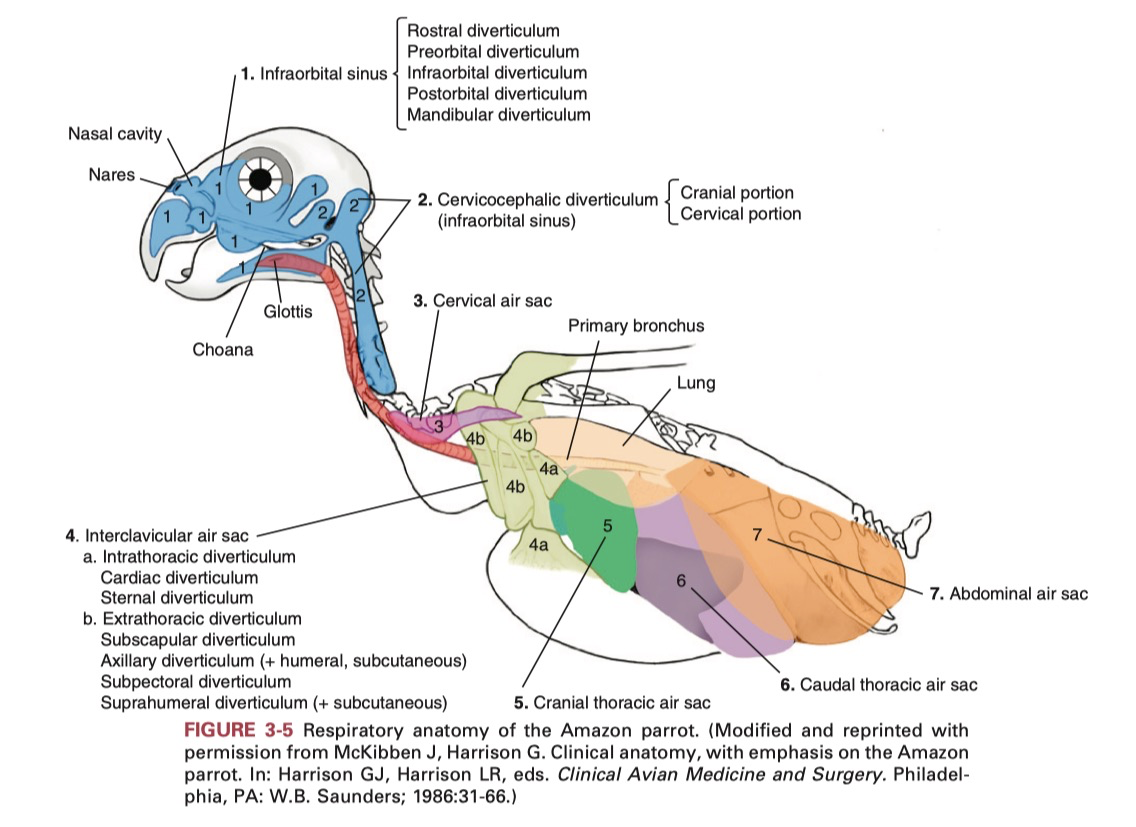 Rostral diverticulum
Preorbital diverticulum
1. Infraorbital sinus
Infraorbital diverticulum
Postorbital diverticulum
Mandibular diverticulum
Nasal cavity
Nares
1
1
2
2
1
1
1
1
1
2
2. Cervicocephalic diverticulum
(infraorbital sinus)
Cranial portion
Cervical portion
3. Cervical air sac
Glottis
Choana
Primary bronchus
Lung
3
4b
4b
4a
4b
4a
5
6
7
4. Interclavicular air sac
a. Intrathoracic diverticulum
Cardiac diverticulum
Sternal diverticulum
b. Extrathoracic diverticulum
Subscapular diverticulum
Axillary diverticulum (+ humeral, subcutaneous)
Subpectoral diverticulum
Suprahumeral diverticulum (+ subcutaneous)
7. Abdominal air sac
6. Caudal thoracic air sac
5. Cranial thoracic air sac
FIGURE 3-5 Respiratory anatomy of the Amazon parrot. (Modified and reprinted with
permission from McKibben J, Harrison G. Clinical anatomy, with emphasis on the Amazon
parrot. In: Harrison GJ, Harrison LR, eds. Clinical Avian Medicine and Surgery. Philadel-
phia, PA: W.B. Saunders; 1986:31-66.)